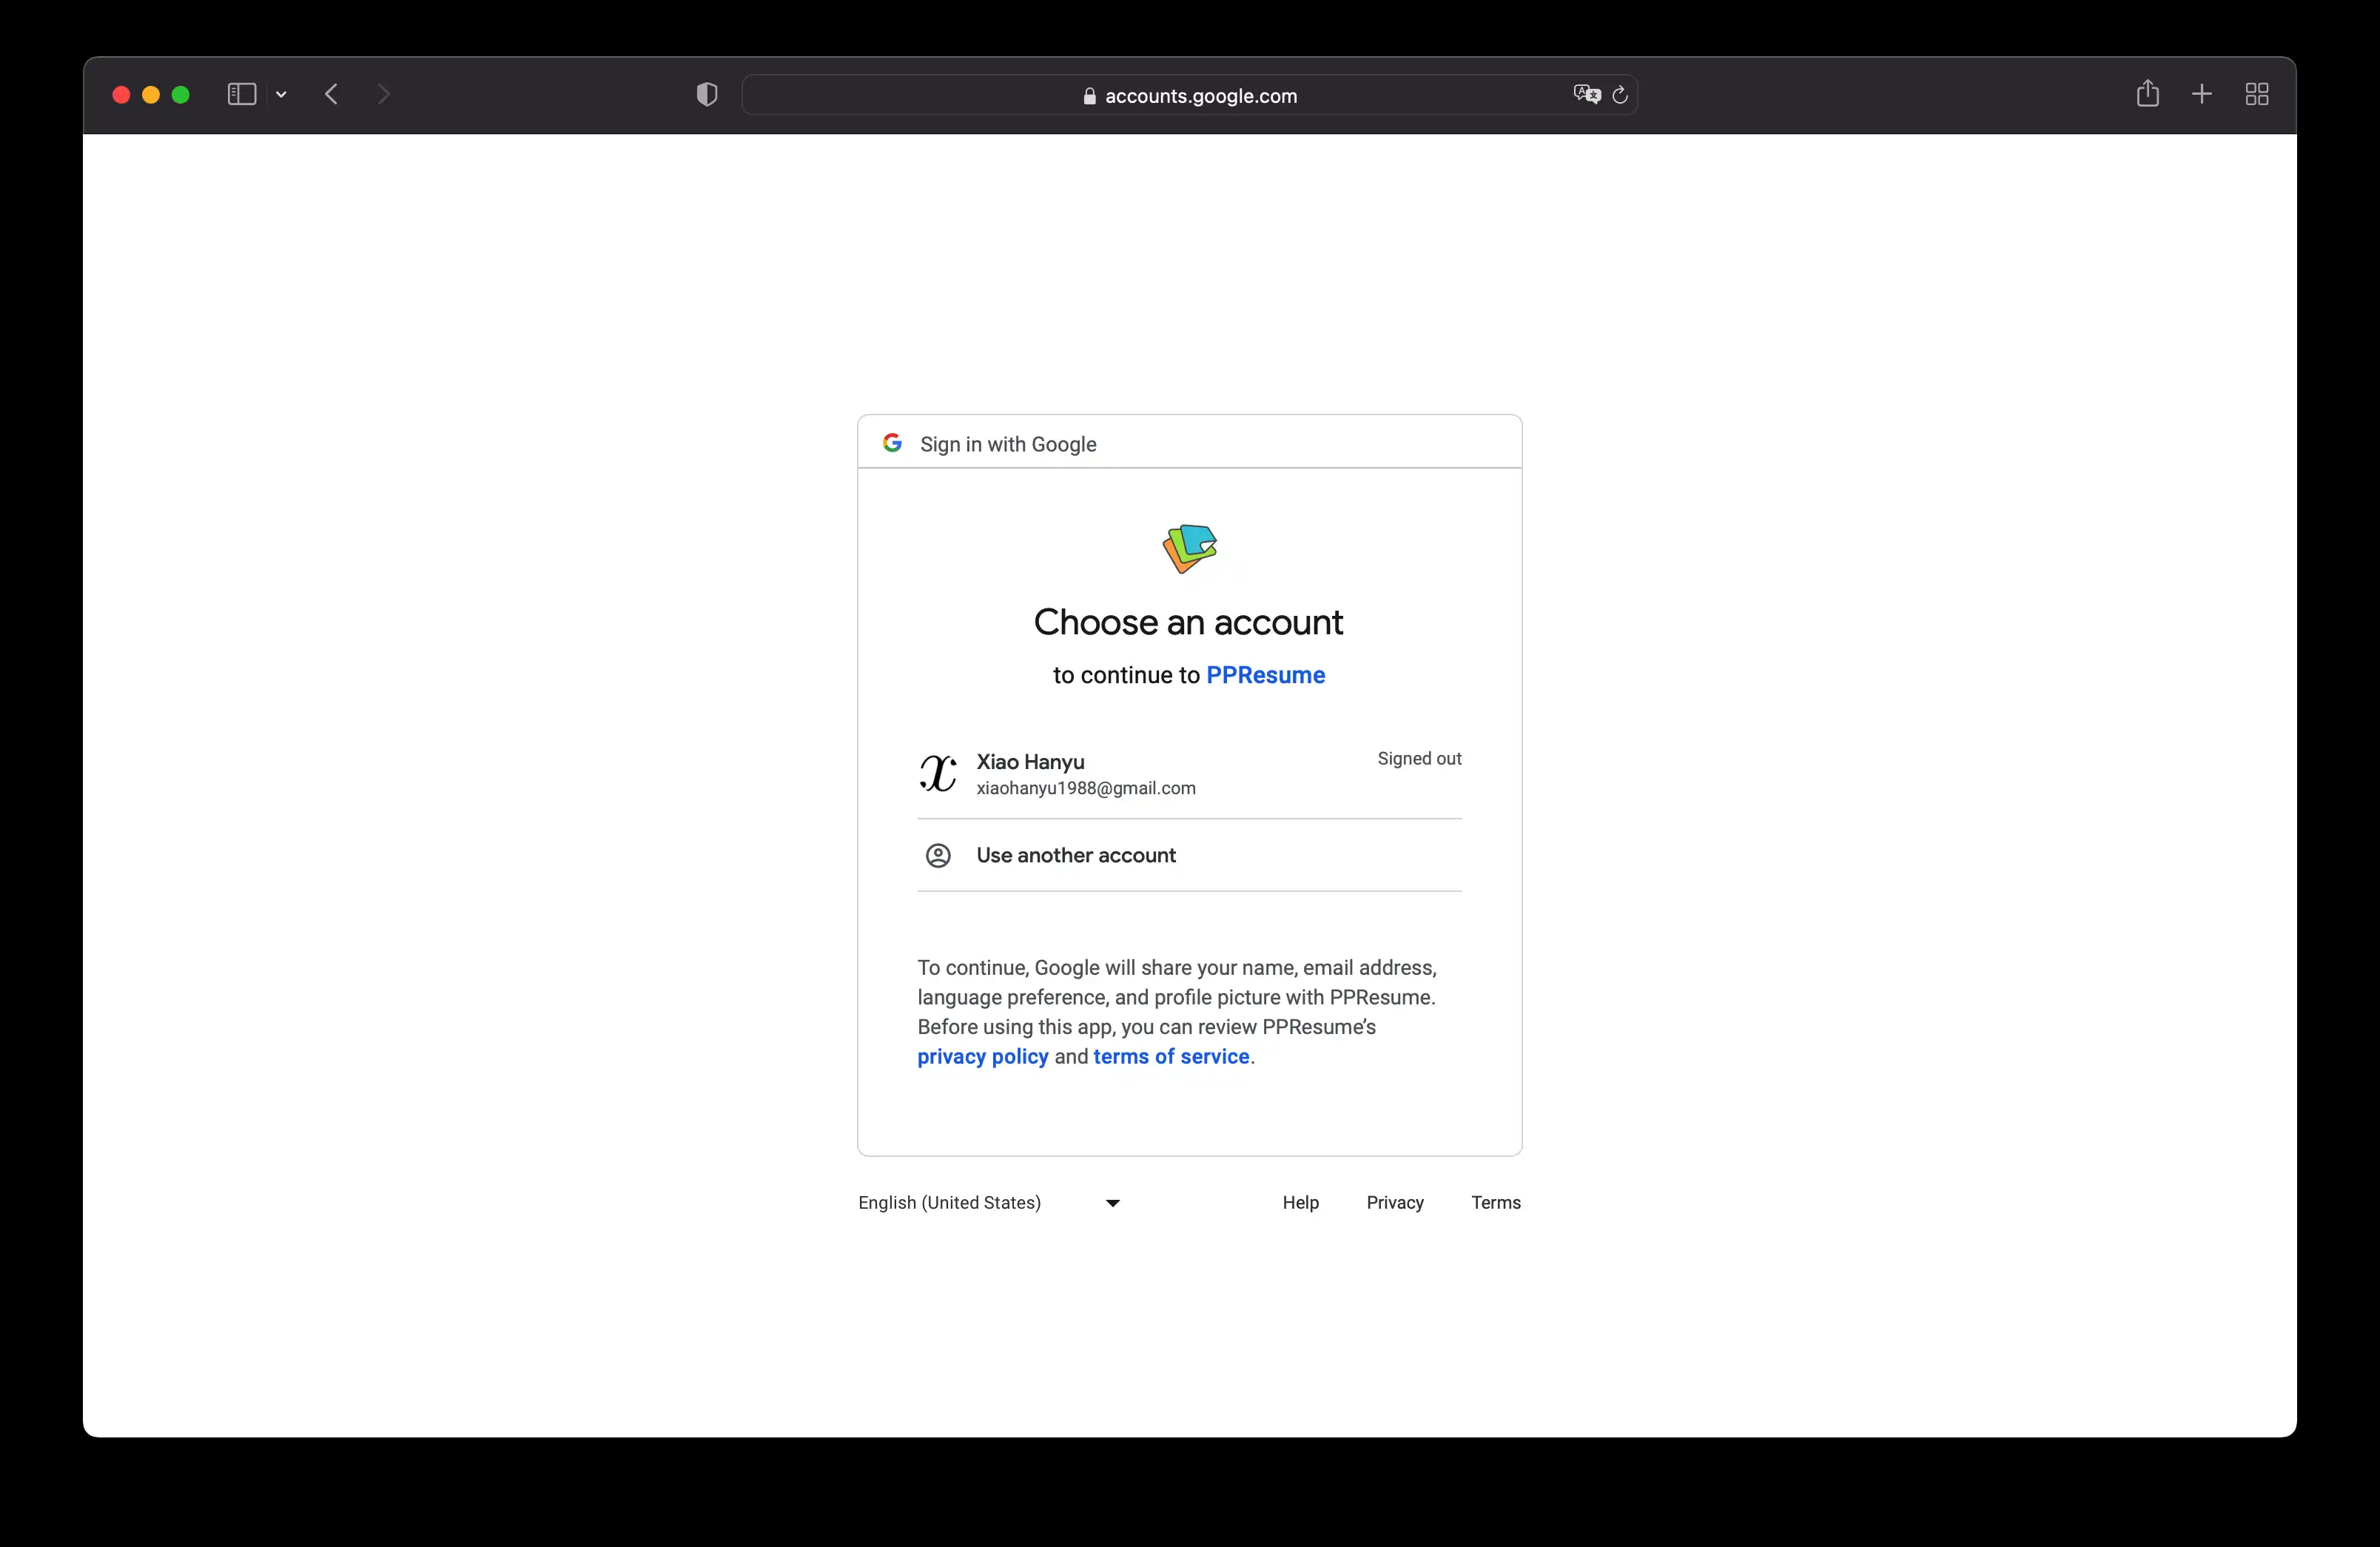 accounts.google.com
Sign in with Google
Choose an account
to continue to PPResume
Xiao Hanyu
Signed out
xiaohanyu1988@gmail.com
Use another account
To continue, Google will share your name, email address,
language preference, and profile picture with PPResume.
Before using this app, you can review PPResume’s
privacy policy and terms of service.
English (United States)
Help
Privacy
Terms